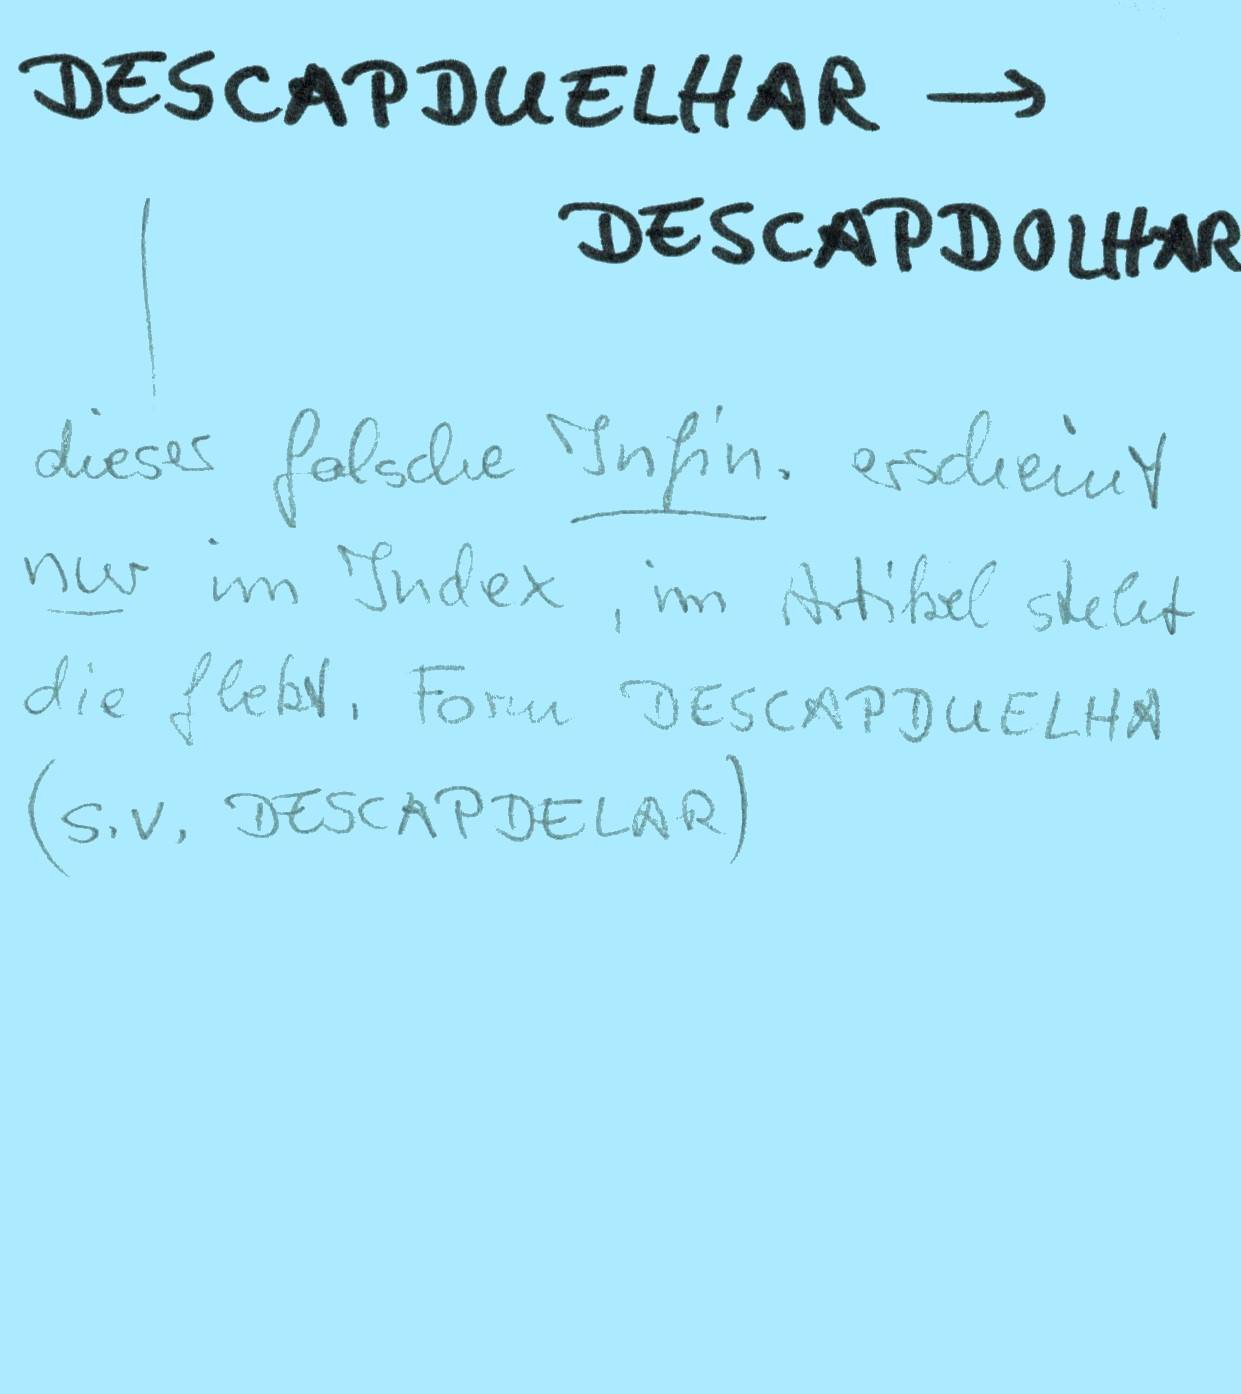 DESCAPDUELHAR →
DESCAPDOLHAR
dieser falsche Infin. erscheint
nur im Index, im Artikel steht
die flekt. Form DESCAPDUELHA
(s.v. DESCAPDELAR)